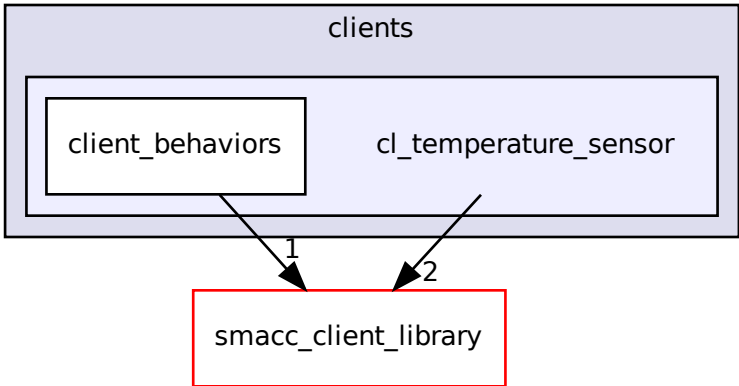 clients
client_behaviors
cl_temperature_sensor
1
2
smacc_client_library